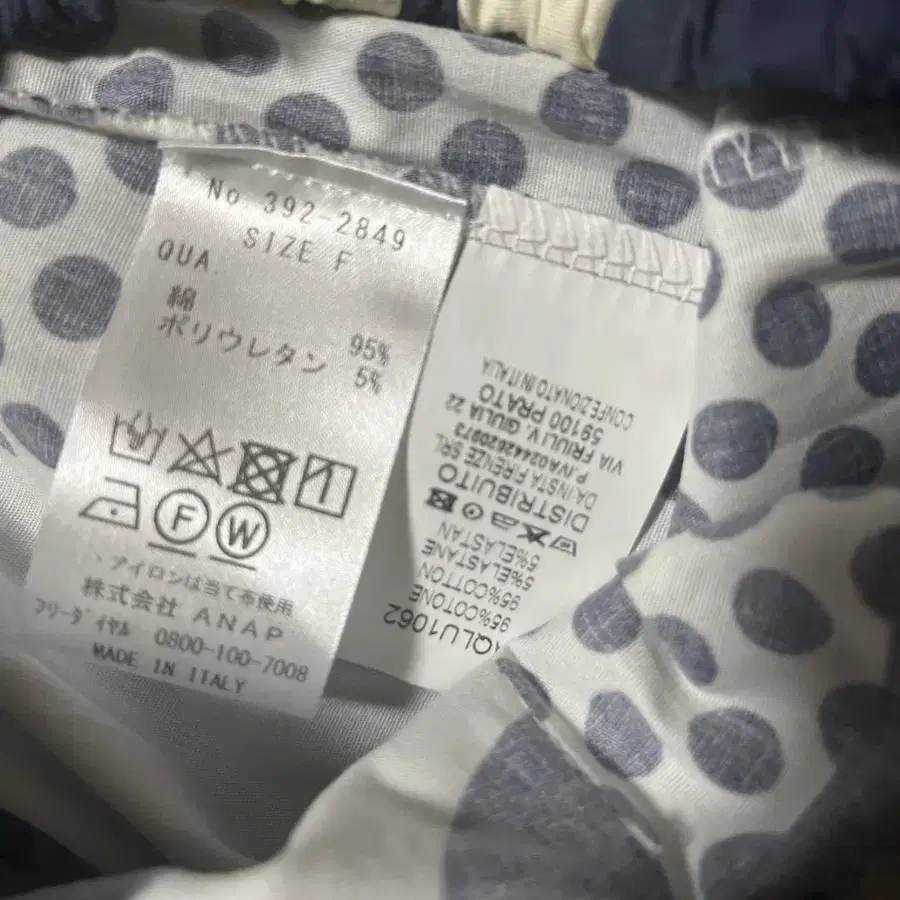 No 392-2849
SIZE F
QUA
綿 95%
ポリウレタン 5%
F W
アイロンは当て布使用
株式会社 ANAP
フリーダイヤル 0800-100-7008
MADE IN ITALY
QLU1062
95%COTONE
95%COTTON
5%ELASTANE
5%ELASTAN
DISTRIBUITO
DA:INSTA FIRENZE SRL
P.IVA02442620973
VIA FRIULI V. GIULIA 22
59100 PRATO
CONFEZIONATO IN ITALIA